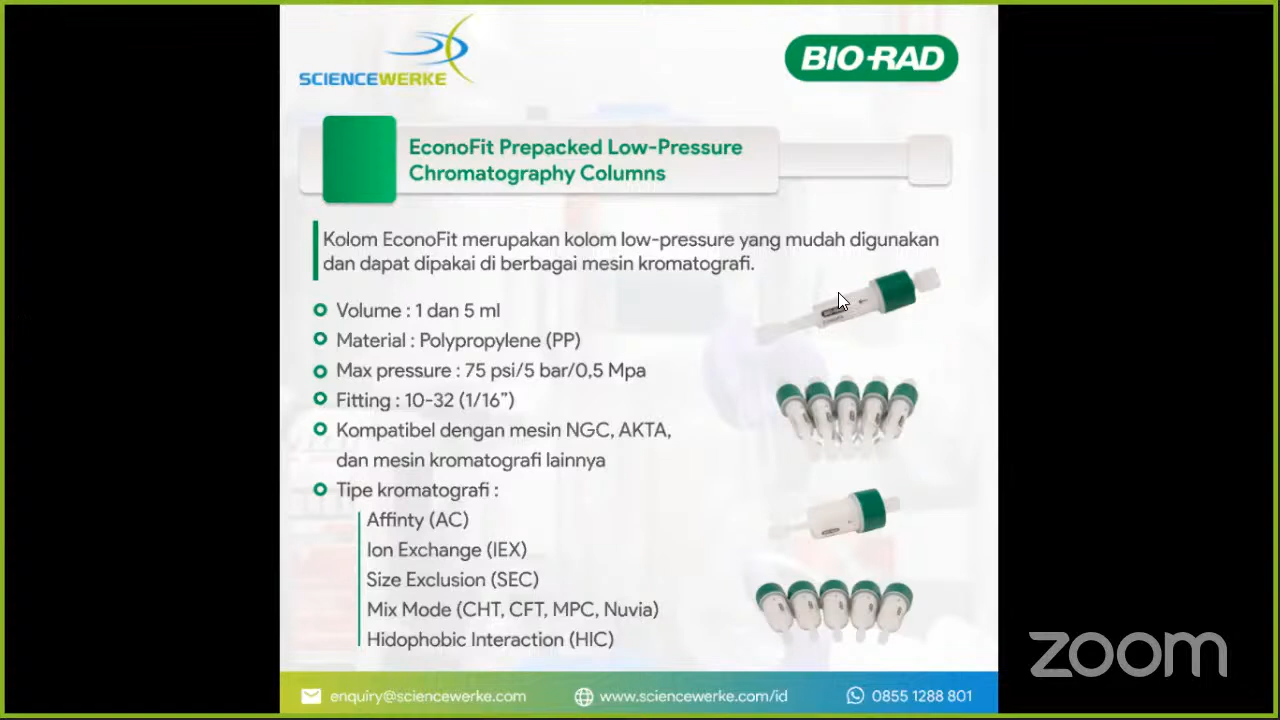 SCIENCEWERKE
BIO-RAD
EconoFit Prepacked Low-Pressure
Chromatography Columns
Kolom EconoFit merupakan kolom low-pressure yang mudah digunakan
dan dapat dipakai di berbagai mesin kromatografi.
Volume : 1 dan 5 ml
Material : Polypropylene (PP)
Max pressure : 75 psi/5 bar/0,5 Mpa
Fitting : 10-32 (1/16”)
Kompatibel dengan mesin NGC, AKTA,
dan mesin kromatografi lainnya
Tipe kromatografi :
Affinty (AC)
Ion Exchange (IEX)
Size Exclusion (SEC)
Mix Mode (CHT, CFT, MPC, Nuvia)
Hidophobic Interaction (HIC)
enquiry@sciencewerke.com
www.sciencewerke.com/id
0855 1288 801
zoom